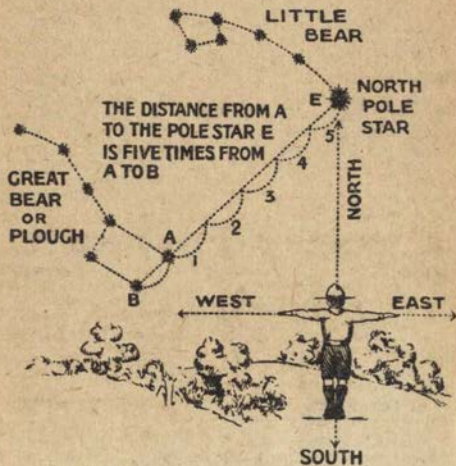 LITTLE
BEAR
E
NORTH
POLE
STAR
THE DISTANCE FROM A
TO THE POLE STAR E
IS FIVE TIMES FROM
A TO B
5
4
3
2
1
GREAT
BEAR
OR
PLOUGH
A
B
NORTH
WEST
EAST
SOUTH